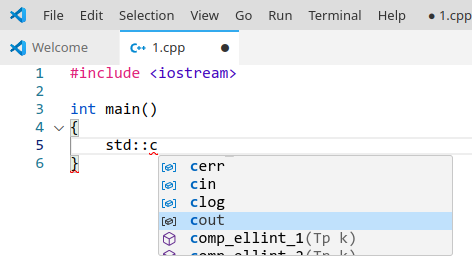 File Edit Selection View Go Run Terminal Help ● 1.cpp
Welcome C++ 1.cpp ●
1 #include <iostream>
2
3 int main()
4 {
5 std::c
6 }
cerr
cin
clog
cout
comp_ellint_1(Tp k)